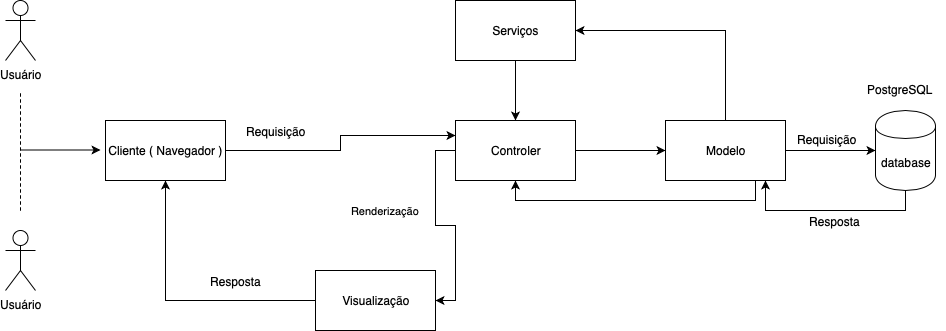 Serviços
Usuário
PostgreSQL
Requisição
Cliente ( Navegador )
Controler
Modelo
Requisição
database
Renderização
Resposta
Resposta
Visualização
Usuário